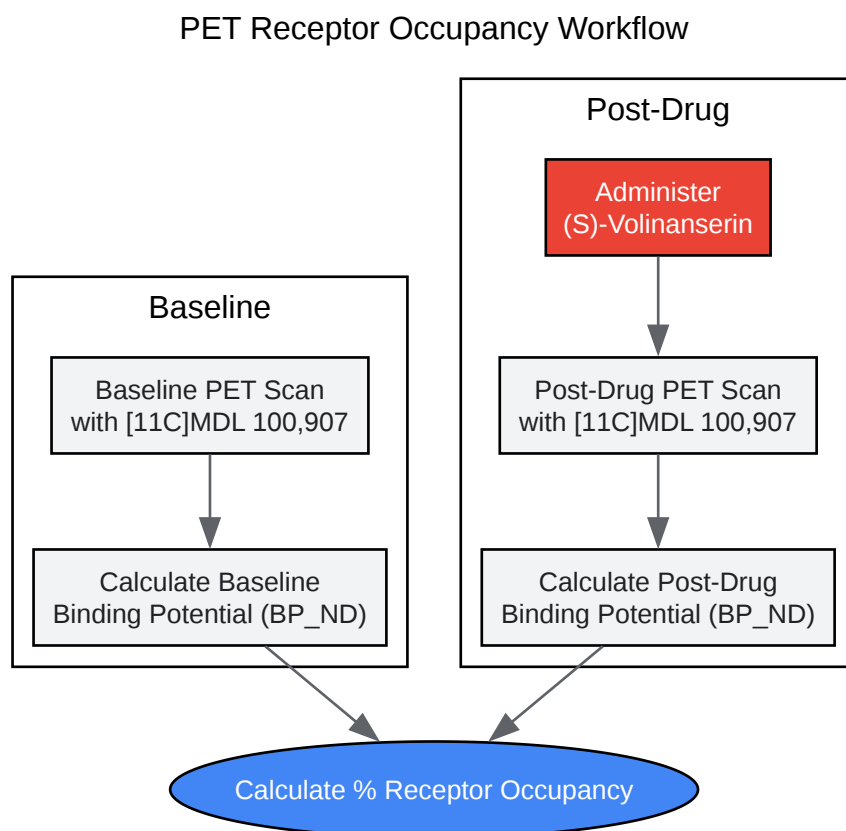 PET Receptor Occupancy Workflow
Baseline
Baseline PET Scan
with [11C]MDL 100,907
Calculate Baseline
Binding Potential (BP_ND)
Post-Drug
Administer
(S)-Volinanserin
Post-Drug PET Scan
with [11C]MDL 100,907
Calculate Post-Drug
Binding Potential (BP_ND)
Calculate % Receptor Occupancy